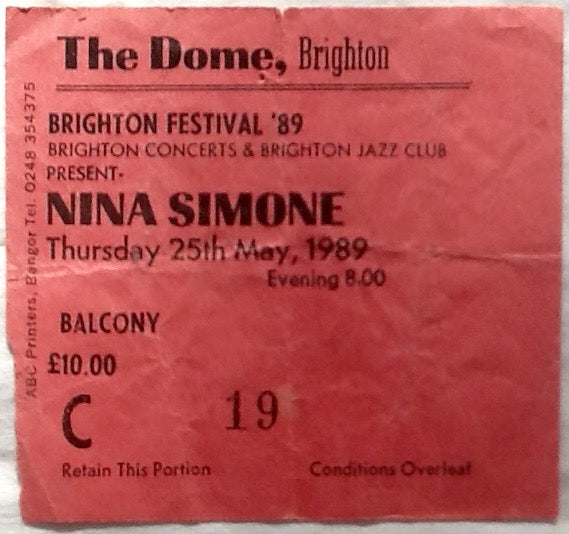 The Dome, Brighton
BRIGHTON FESTIVAL '89
BRIGHTON CONCERTS & BRIGHTON JAZZ CLUB
PRESENT-
NINA SIMONE
Thursday 25th May, 1989
Evening 8.00
BALCONY
£10.00
C 19
Retain This Portion Conditions Overleaf
ABC Printers, Bangor Tel. 0248 354375